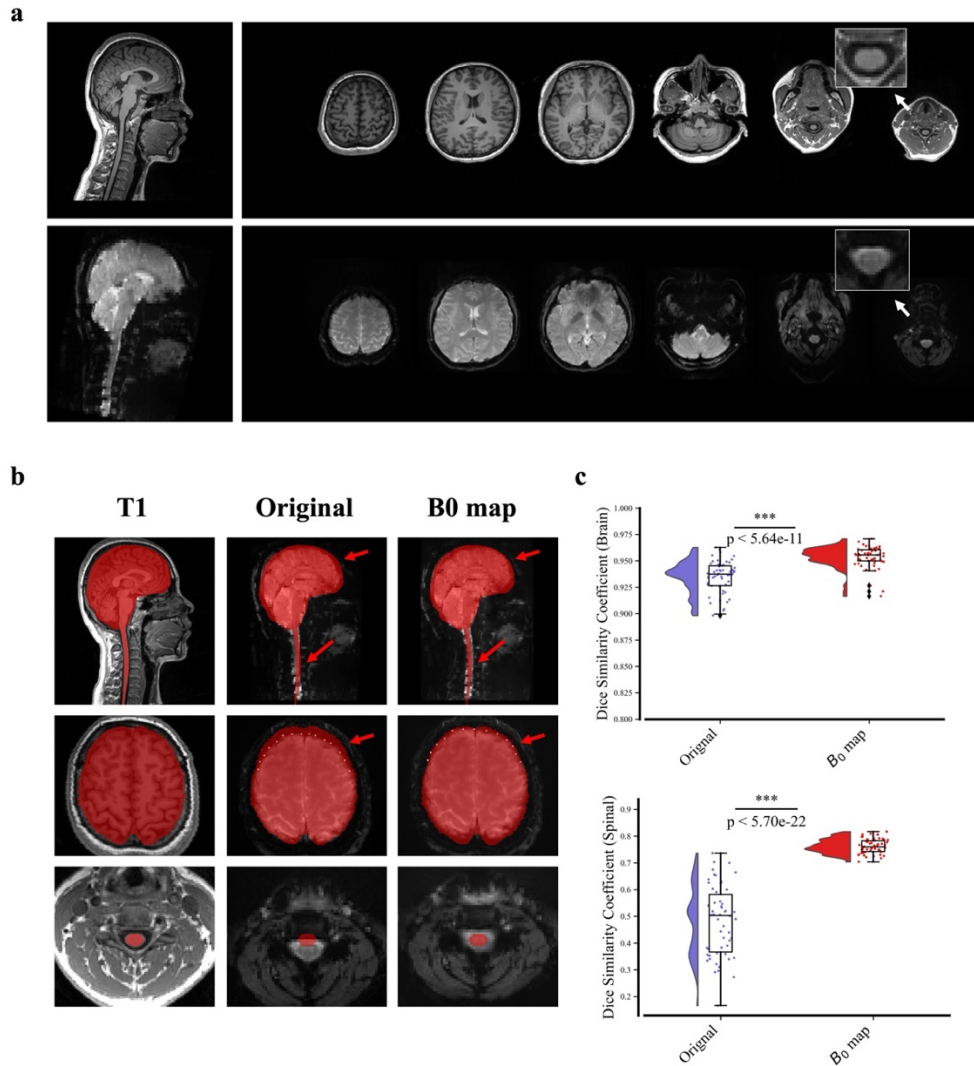 a
b
T1
Original
B0 map
c
Dice Similarity Coefficient (Brain)
1.000
0.975
0.950
0.925
0.900
0.875
0.850
0.825
0.800
***
p < 5.64e-11
Orignal
B₀ map
Dice Similarity Coefficient (Spinal)
0.9
0.8
0.7
0.6
0.5
0.4
0.3
0.2
***
p < 5.70e-22
Orignal
B₀ map